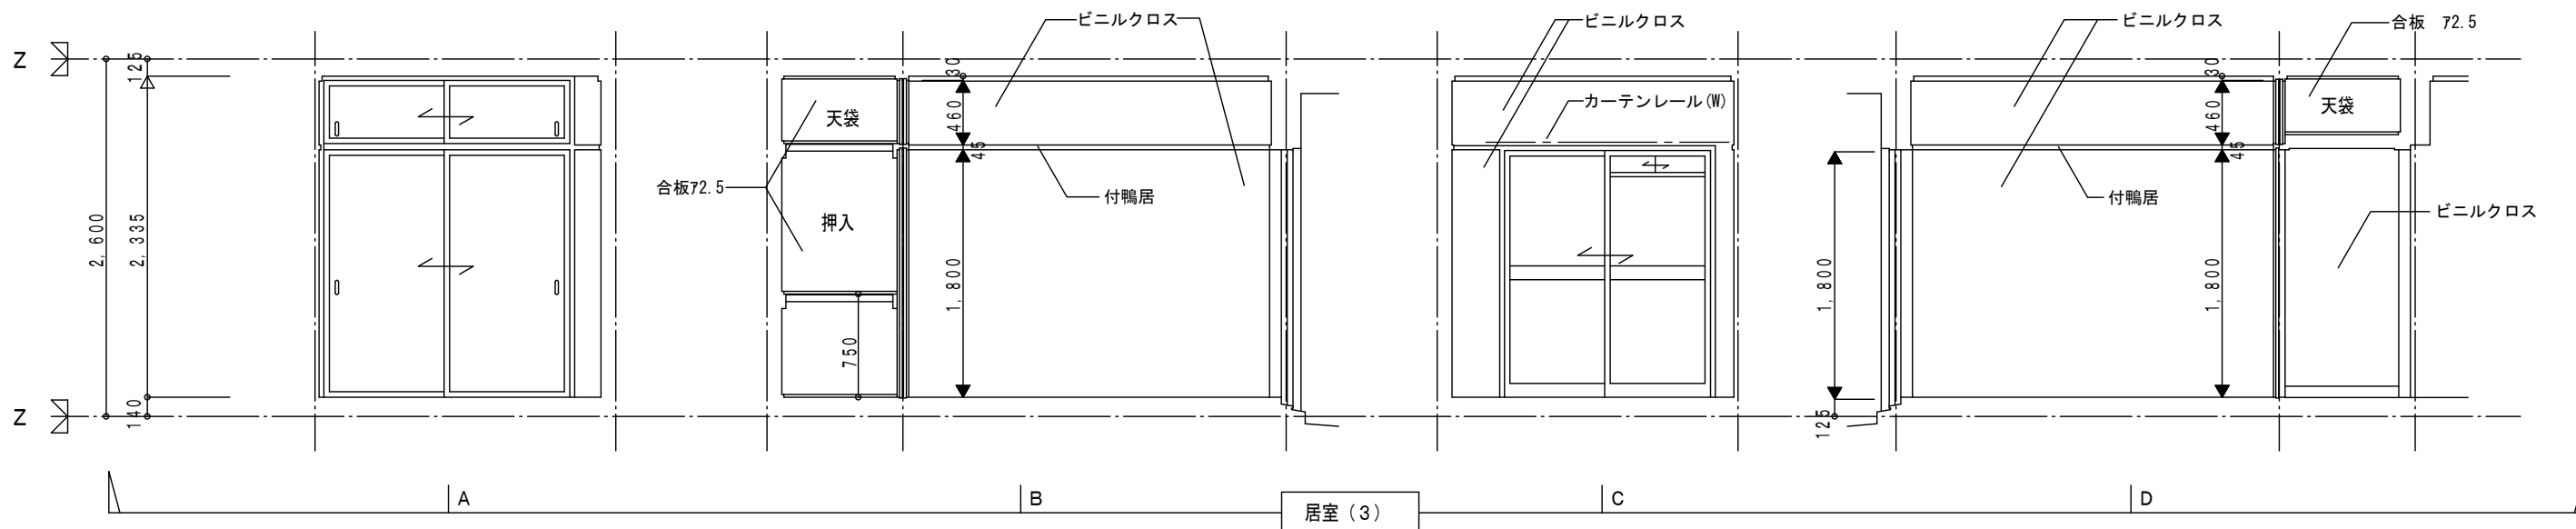 ビニルクロス
ビニルクロス
ビニルクロス
合板 ｱ2.5
Z
125
30
30
カーテンレール(W)
天袋
460
460
天袋
45
45
合板ｱ2.5
付鴨居
付鴨居
押入
ビニルクロス
2,600
2,335
1,800
1,800
1,800
750
Z
140
125
A
B
C
D
居室（3）